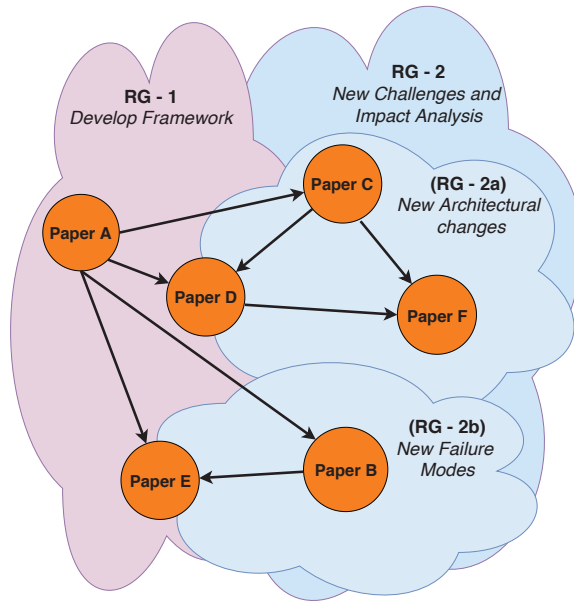 RG - 1
Develop Framework
RG - 2
New Challenges and
Impact Analysis
Paper C
(RG - 2a)
New Architectural
changes
Paper A
Paper D
Paper F
(RG - 2b)
New Failure
Modes
Paper E
Paper B